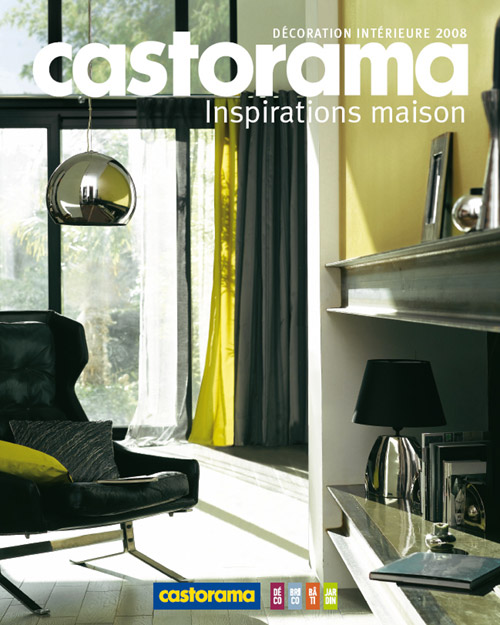 DÉCORATION INTÉRIEURE 2008
castorama
Inspirations maison
castorama
DÉ
CO
BRI
CO
BÂ
TI
JAR
DIN